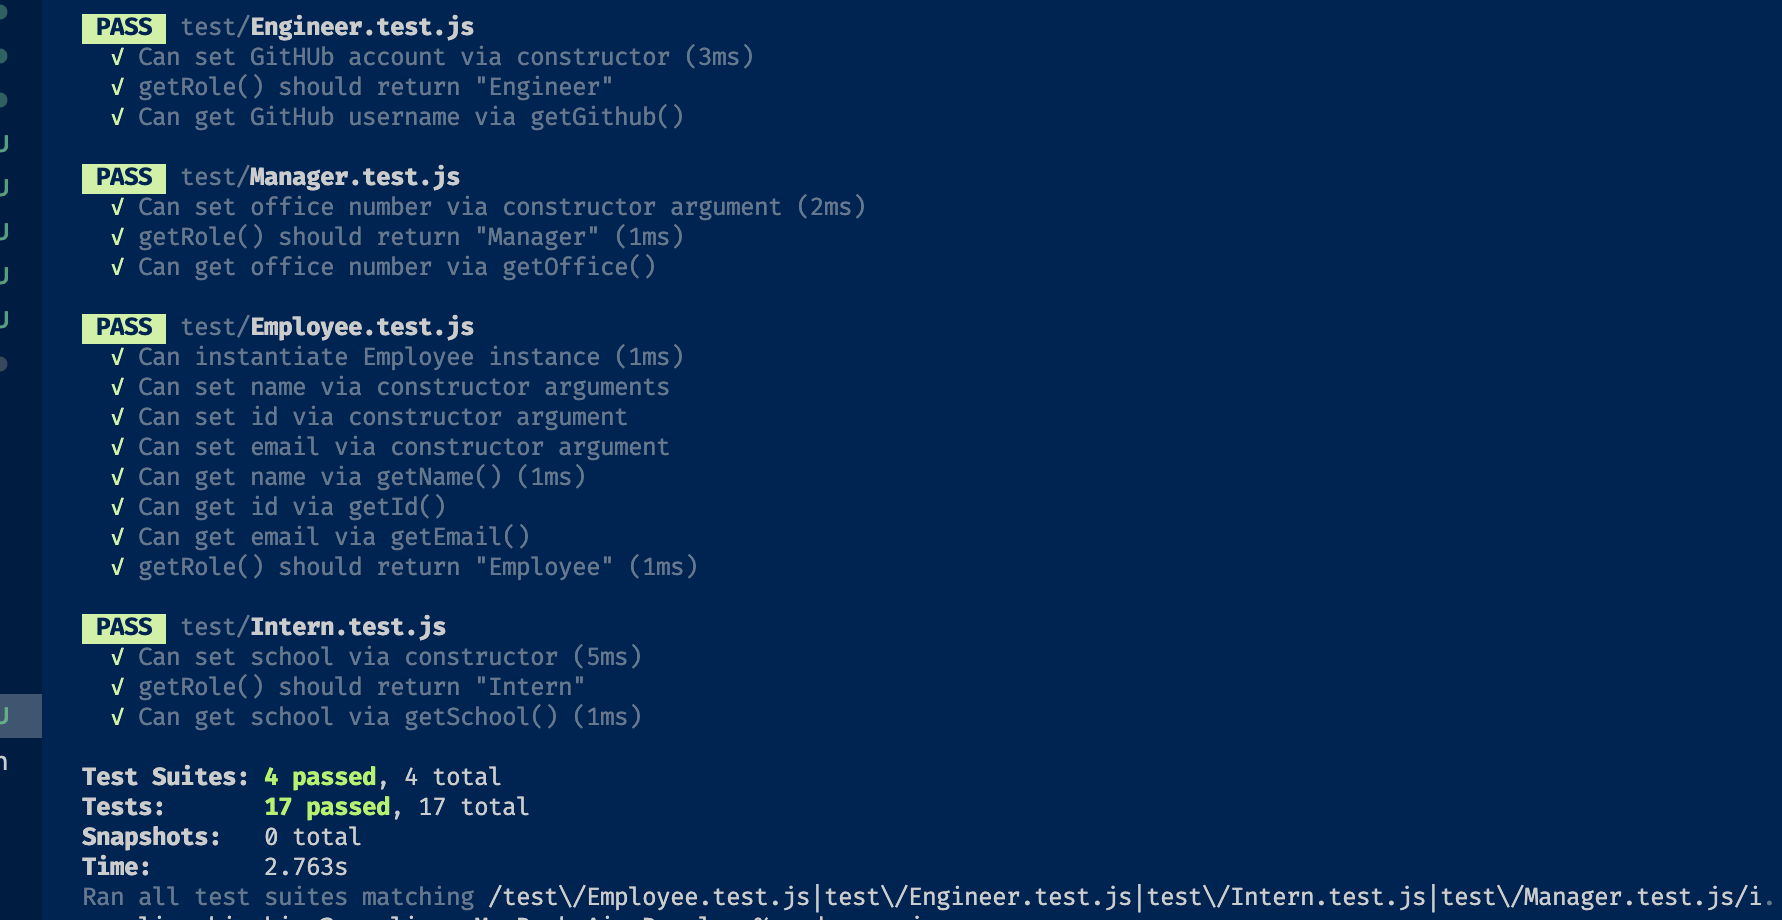 PASS test/Engineer.test.js
√ Can set GitHUb account via constructor (3ms)
√ getRole() should return "Engineer"
√ Can get GitHub username via getGithub()
PASS test/Manager.test.js
√ Can set office number via constructor argument (2ms)
√ getRole() should return "Manager" (1ms)
√ Can get office number via getOffice()
PASS test/Employee.test.js
√ Can instantiate Employee instance (1ms)
√ Can set name via constructor arguments
√ Can set id via constructor argument
√ Can set email via constructor argument
√ Can get name via getName() (1ms)
√ Can get id via getId()
√ Can get email via getEmail()
√ getRole() should return "Employee" (1ms)
PASS test/Intern.test.js
√ Can set school via constructor (5ms)
√ getRole() should return "Intern"
√ Can get school via getSchool() (1ms)
Test Suites: 4 passed, 4 total
Tests: 17 passed, 17 total
Snapshots: 0 total
Time: 2.763s
Ran all test suites matching /test\/Employee.test.js|test\/Engineer.test.js|test\/Intern.test.js|test\/Manager.test.js/i.